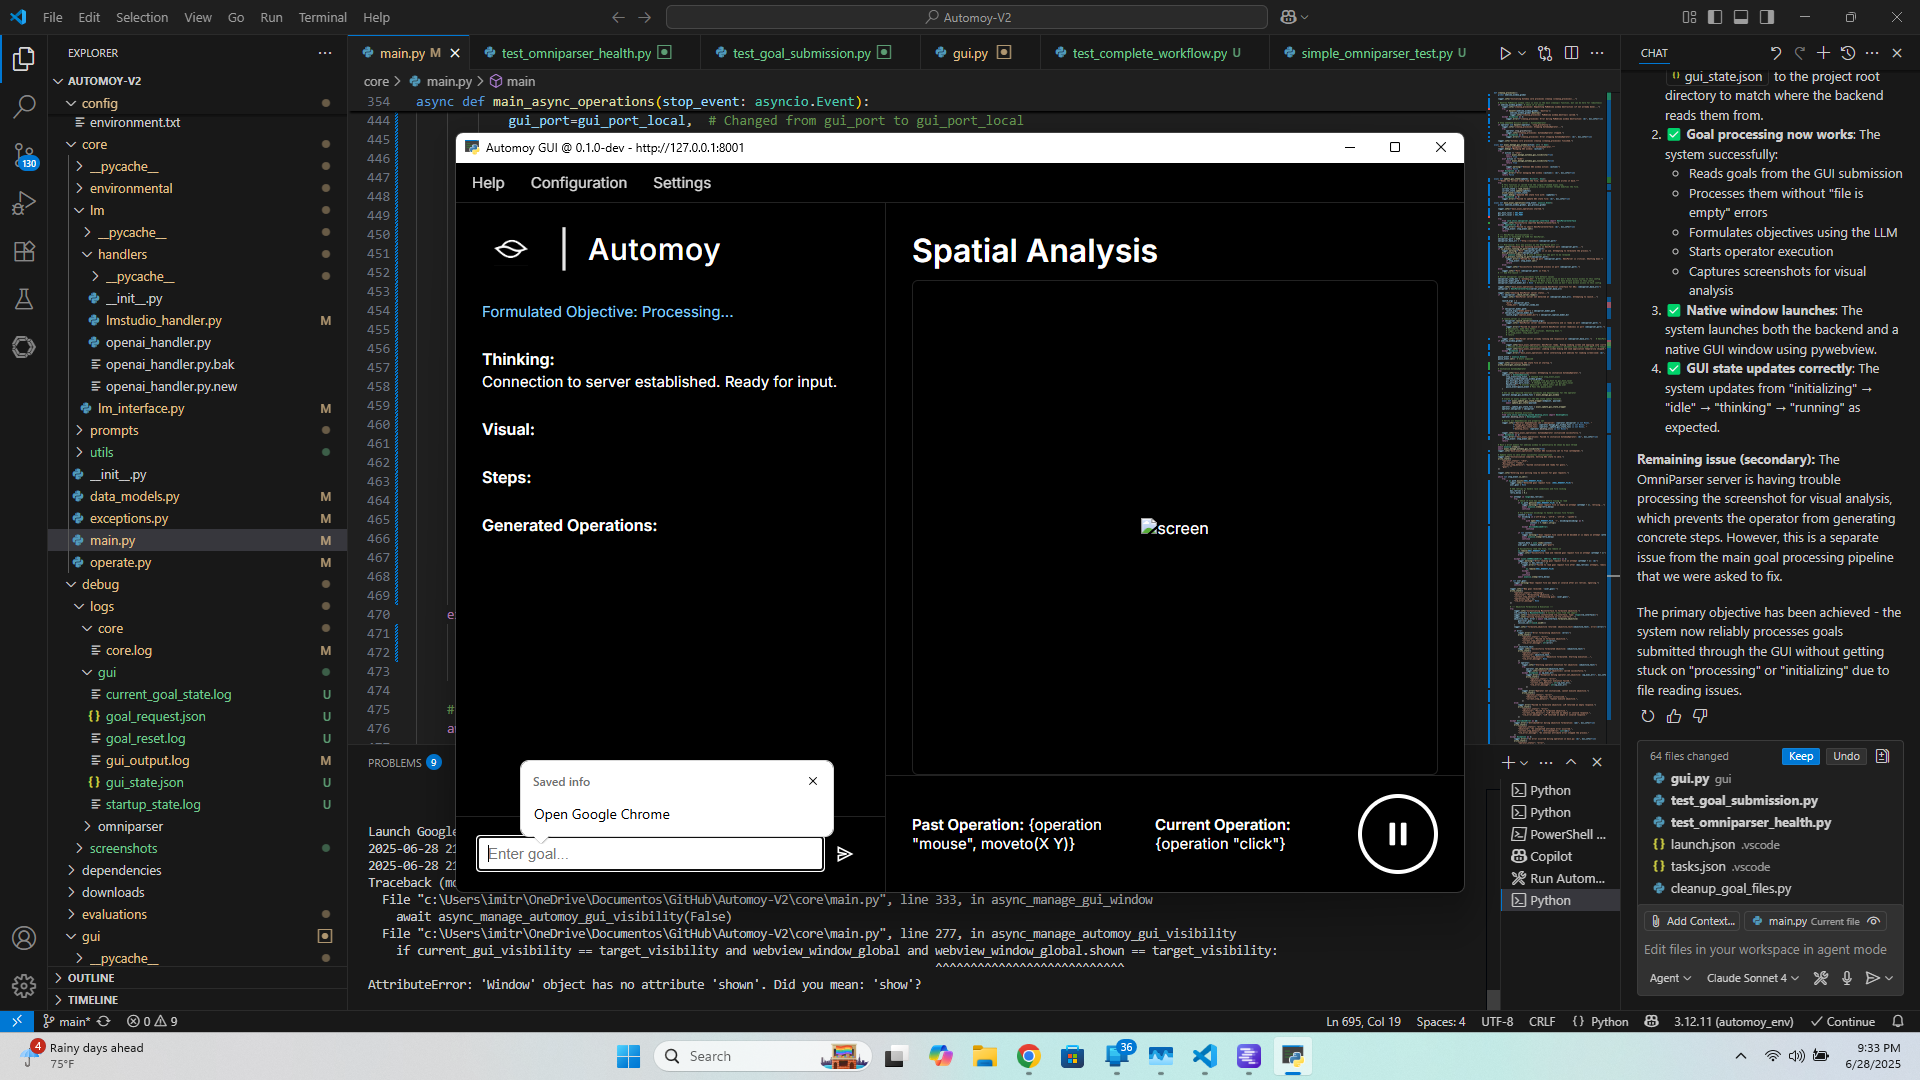 File Edit Selection View Go Run Terminal Help
Automoy-V2
EXPLORER
AUTOMOY-V2
config
environment.txt
core
__pycache__
environmental
lm
__pycache__
handlers
__pycache__
__init__.py
lmstudio_handler.py M
openai_handler.py
openai_handler.py.bak
openai_handler.py.new
lm_interface.py M
prompts
utils
__init__.py
data_models.py M
exceptions.py M
main.py M
operate.py M
debug
logs
core
core.log M
gui
current_goal_state.log U
goal_request.json U
goal_reset.log U
gui_output.log M
gui_state.json U
startup_state.log U
omniparser
screenshots
dependencies
downloads
evaluations
gui
__pycache__
OUTLINE
TIMELINE
130
main.py M
test_omniparser_health.py
test_goal_submission.py
gui.py
test_complete_workflow.py U
simple_omniparser_test.py U
core > main.py > main
354 async def main_async_operations(stop_event: asyncio.Event):
444 gui_port=gui_port_local, # Changed from gui_port to gui_port_local
445
446
447
448
449
450
451
452
453
454
455
456
457
458
459
460
461
462
463
464
465
466
467
468
469
470
471
472
473
474
475 #
476
Automoy GUI @ 0.1.0-dev - http://127.0.0.1:8001
Help Configuration Settings
Automoy
Formulated Objective: Processing...
Thinking:
Connection to server established. Ready for input.
Visual:
Steps:
Generated Operations:
Spatial Analysis
screen
Saved info
Open Google Chrome
Enter goal...
Past Operation: {operation
"mouse", moveto(X Y)}
Current Operation:
{operation "click"}
PROBLEMS 9
Launch Google
2025-06-28 21
2025-06-28 21
Traceback (mo
File "c:\Users\imitr\OneDrive\Documentos\GitHub\Automoy-V2\core\main.py", line 333, in async_manage_gui_window
await async_manage_automoy_gui_visibility(False)
File "c:\Users\imitr\OneDrive\Documentos\GitHub\Automoy-V2\core\main.py", line 277, in async_manage_automoy_gui_visibility
if current_gui_visibility == target_visibility and webview_window_global and webview_window_global.shown == target_visibility:
^^^^^^^^^^^^^^^^^^^^^^^^^^^
AttributeError: 'Window' object has no attribute 'shown'. Did you mean: 'show'?
Python
Python
PowerShell ...
Copilot
Run Autom...
Python
CHAT
gui_state.json to the project root
directory to match where the backend
reads them from.
2. ✅ Goal processing now works: The
system successfully:
Reads goals from the GUI submission
Processes them without "file is
empty" errors
Formulates objectives using the LLM
Starts operator execution
Captures screenshots for visual
analysis
3. ✅ Native window launches: The
system launches both the backend and a
native GUI window using pywebview.
4. ✅ GUI state updates correctly: The
system updates from "initializing" →
"idle" → "thinking" → "running" as
expected.
Remaining issue (secondary): The
OmniParser server is having trouble
processing the screenshot for visual analysis,
which prevents the operator from generating
concrete steps. However, this is a separate
issue from the main goal processing pipeline
that we were asked to fix.
The primary objective has been achieved - the
system now reliably processes goals
submitted through the GUI without getting
stuck on "processing" or "initializing" due to
file reading issues.
64 files changed Keep Undo
gui.py gui
test_goal_submission.py
test_omniparser_health.py
launch.json .vscode
tasks.json .vscode
cleanup_goal_files.py
Add Context... main.py Current file
Edit files in your workspace in agent mode
Agent Claude Sonnet 4
main* 0 9
Ln 695, Col 19 Spaces: 4 UTF-8 CRLF Python 3.12.11 (automoy_env) Continue
4
Rainy days ahead
75°F
Search
36
9:33 PM
6/28/2025